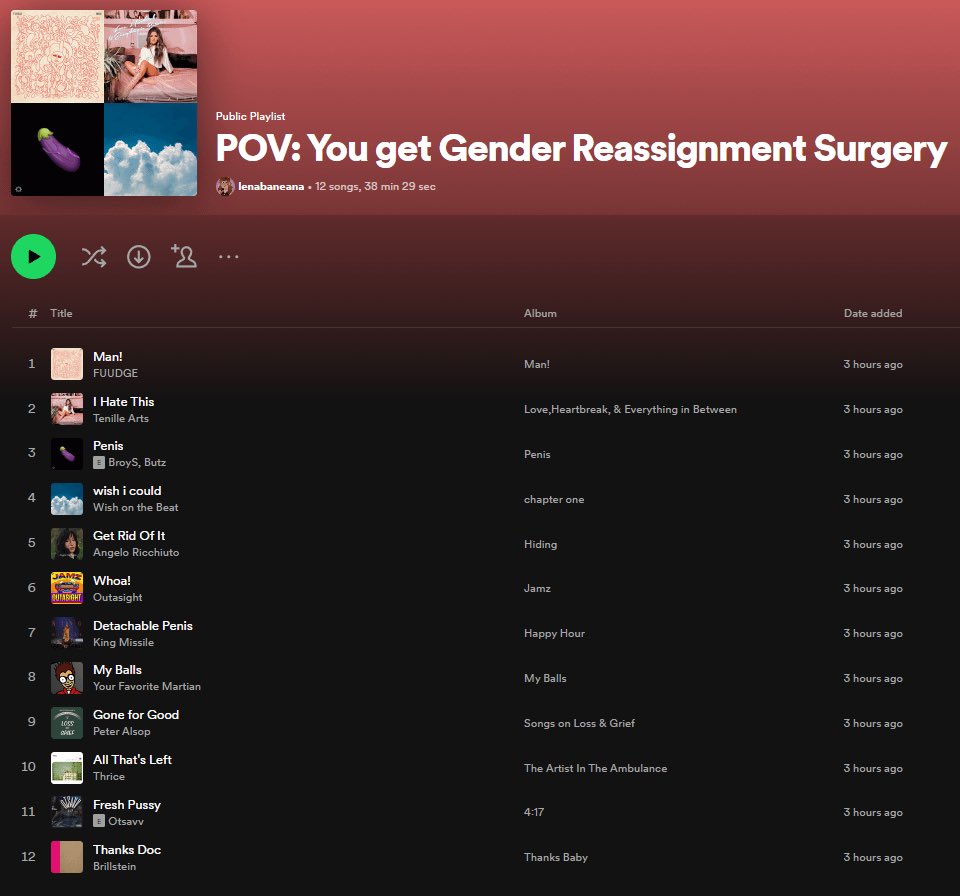 Public Playlist
POV: You get Gender Reassignment Surgery
lenabaneana • 12 songs, 38 min 29 sec
# Title Album Date added
1 Man! Man! 3 hours ago
FUUDGE
2 I Hate This Love,Heartbreak, & Everything in Between 3 hours ago
Tenille Arts
3 Penis Penis 3 hours ago
E BroyS, Butz
4 wish i could chapter one 3 hours ago
Wish on the Beat
5 Get Rid Of It Hiding 3 hours ago
Angelo Ricchiuto
6 Whoa! Jamz 3 hours ago
Outasight
7 Detachable Penis Happy Hour 3 hours ago
King Missile
8 My Balls My Balls 3 hours ago
Your Favorite Martian
9 Gone for Good Songs on Loss & Grief 3 hours ago
Peter Alsop
10 All That's Left The Artist In The Ambulance 3 hours ago
Thrice
11 Fresh Pussy 4:17 3 hours ago
E Otsavv
12 Thanks Doc Thanks Baby 3 hours ago
Brillstein